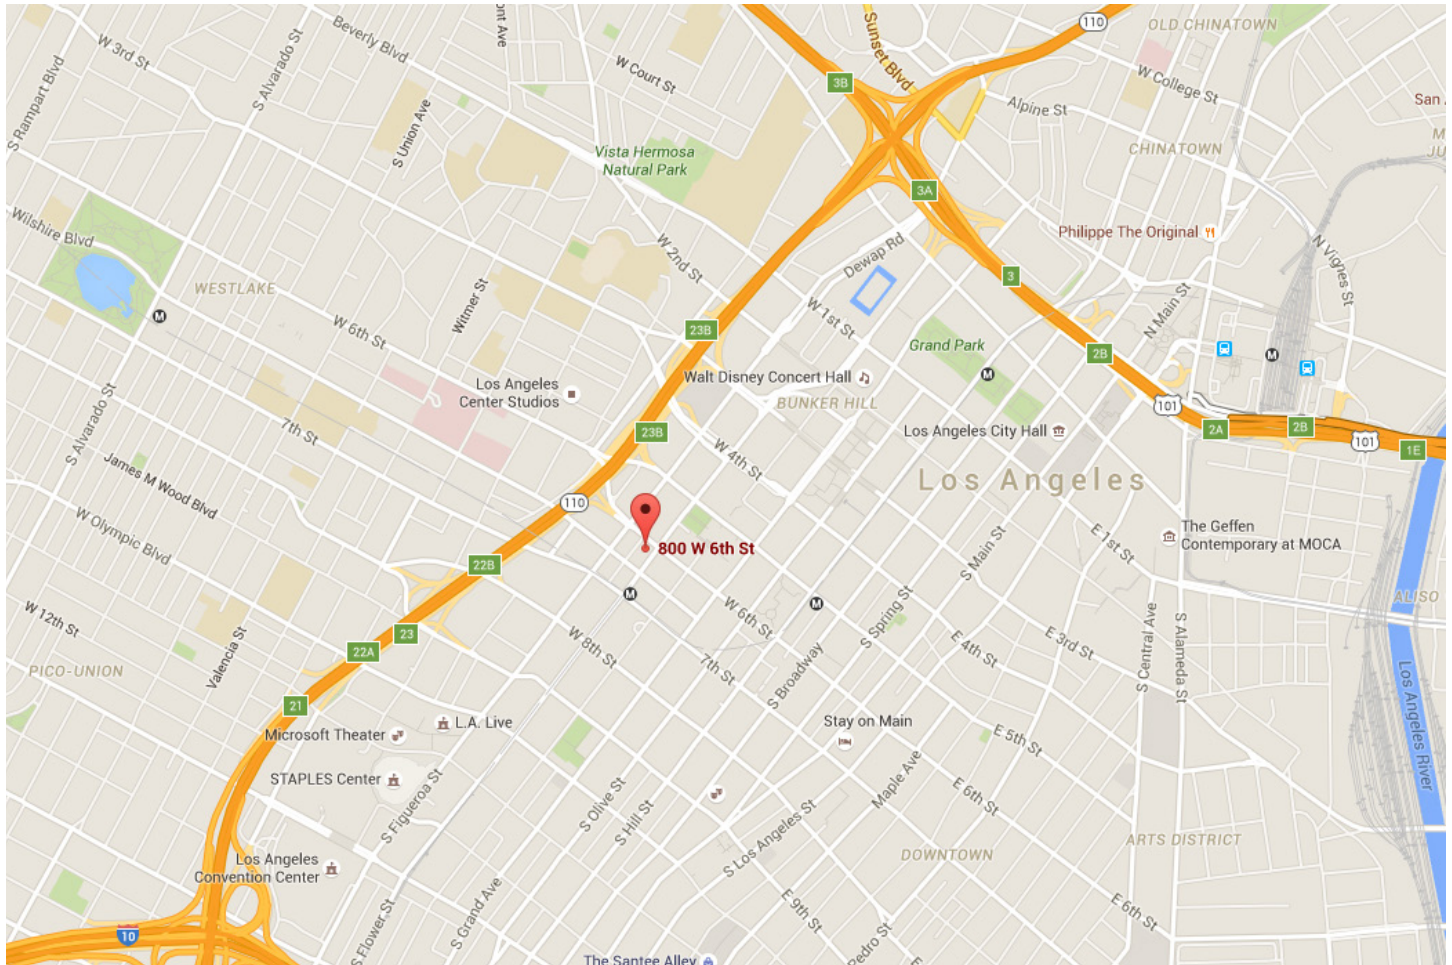 W 3rd St
Beverly Blvd
S Alvarado St
S Rampart Blvd
S Union Ave
W Court St
Sunset Blvd
3B
110
OLD CHINATOWN
W College St
Alpine St
CHINATOWN
Vista Hermosa
Natural Park
3A
Philippe The Original
N Vignes St
Wilshire Blvd
WESTLAKE
M
Witmer St
W 2nd St
Dewap Rd
3
W 6th St
23B
W 1st St
Grand Park
N Main St
2B
M
M
Walt Disney Concert Hall
BUNKER HILL
Los Angeles
Center Studios
101
S Alvarado St
7th St
23B
Los Angeles City Hall
2A
2B
101
1E
W 4th St
Los Angeles
James M Wood Blvd
110
W Olympic Blvd
800 W 6th St
The Geffen
Contemporary at MOCA
E 1st St
S Main St
22B
M
M
ALISO
W 12th St
Valencia St
23
22A
W 8th St
W 6th St
7th St
S Spring St
S Broadway
E 3rd St
E 4th St
S Central Ave
S Alameda St
Los Angeles River
PICO-UNION
21
L.A. Live
Microsoft Theater
STAPLES Center
Stay on Main
E 5th St
S Figueroa St
S Olive St
S Hill St
Maple Ave
E 6th St
S Los Angeles St
DOWNTOWN
ARTS DISTRICT
Los Angeles
Convention Center
S Flower St
S Grand Ave
E 9th St
E 6th St
10
The Santee Alley